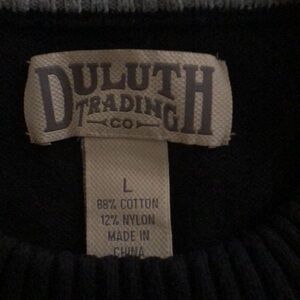 DULUTH
TRADING
CO
L
88% COTTON
12% NYLON
MADE IN
CHINA